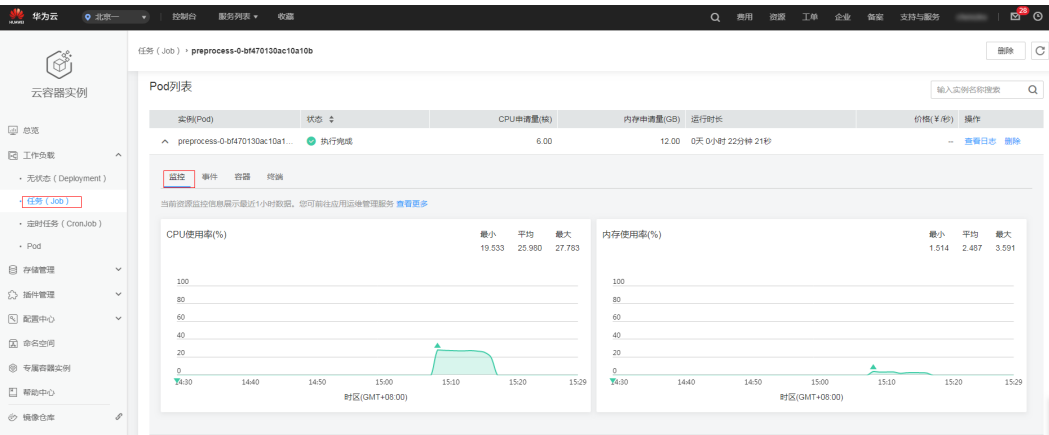 HUAWEI 华为云 北京一 控制台 服务列表 收藏 费用 资源 工单 企业 备案 支持与服务 28
云容器实例
总览
工作负载
无状态（Deployment）
任务（Job）
定时任务（CronJob）
Pod
存储管理
插件管理
配置中心
命名空间
专属容器实例
帮助中心
镜像仓库
任务（Job） › preprocess-0-bf470130ac10a10b 删除
Pod列表 输入实例名称搜索
实例(Pod) 状态 CPU申请量(核) 内存申请量(GB) 运行时长 价格(￥/秒) 操作
preprocess-0-bf470130ac10a1... 执行完成 6.00 12.00 0天 0小时 22分钟 21秒 -- 查看日志 删除
监控 事件 容器 终端
当前资源监控信息展示最近1小时数据。您可前往应用运维管理服务 查看更多
CPU使用率(%) 最小 平均 最大
19.533 25.980 27.783
100
80
60
40
20
0
14:30 14:40 14:50 15:00 15:10 15:20 15:29
时区(GMT+08:00)
内存使用率(%) 最小 平均 最大
1.514 2.487 3.591
100
80
60
40
20
0
14:30 14:40 14:50 15:00 15:10 15:20 15:29
时区(GMT+08:00)